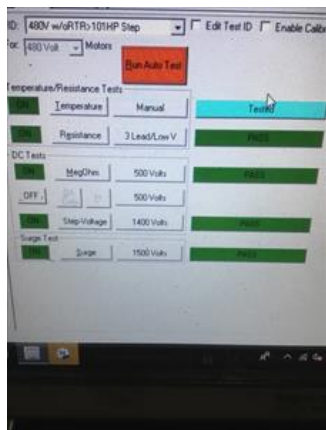 ID: 480V w/oRTR>101HP Step Edit Test ID Enable Calibr
For: 480 Volt Motors
Run Auto Test
Temperature/Resistance Tests
ON Temperature Manual Tested
ON Resistance 3 Lead/Low V PASS
DC Tests
ON MegOhm 500 Volts PASS
OFF 500 Volts
ON Step-Voltage 1400 Volts PASS
Surge Test
ON Surge 1500 Volts PASS